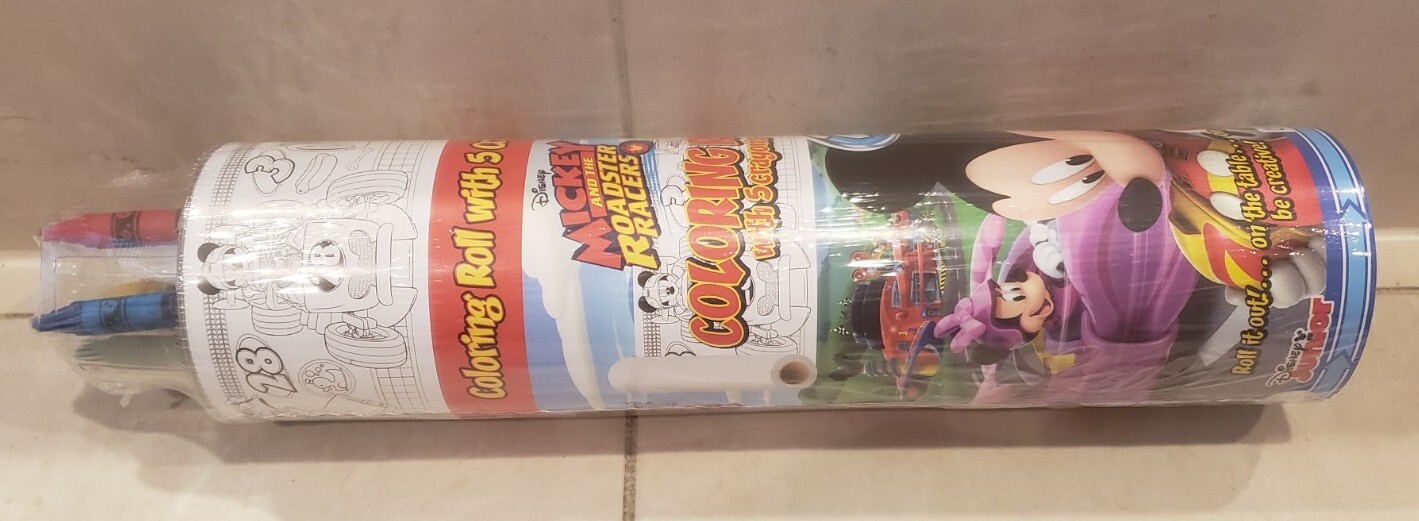 3
28
Coloring Roll with 5 C
Disney
MICKEY
AND THE
ROADSTER
RACERS
COLORING
with 5 crayons
Roll it out?... on the table...
be creative!
Disney
Junior